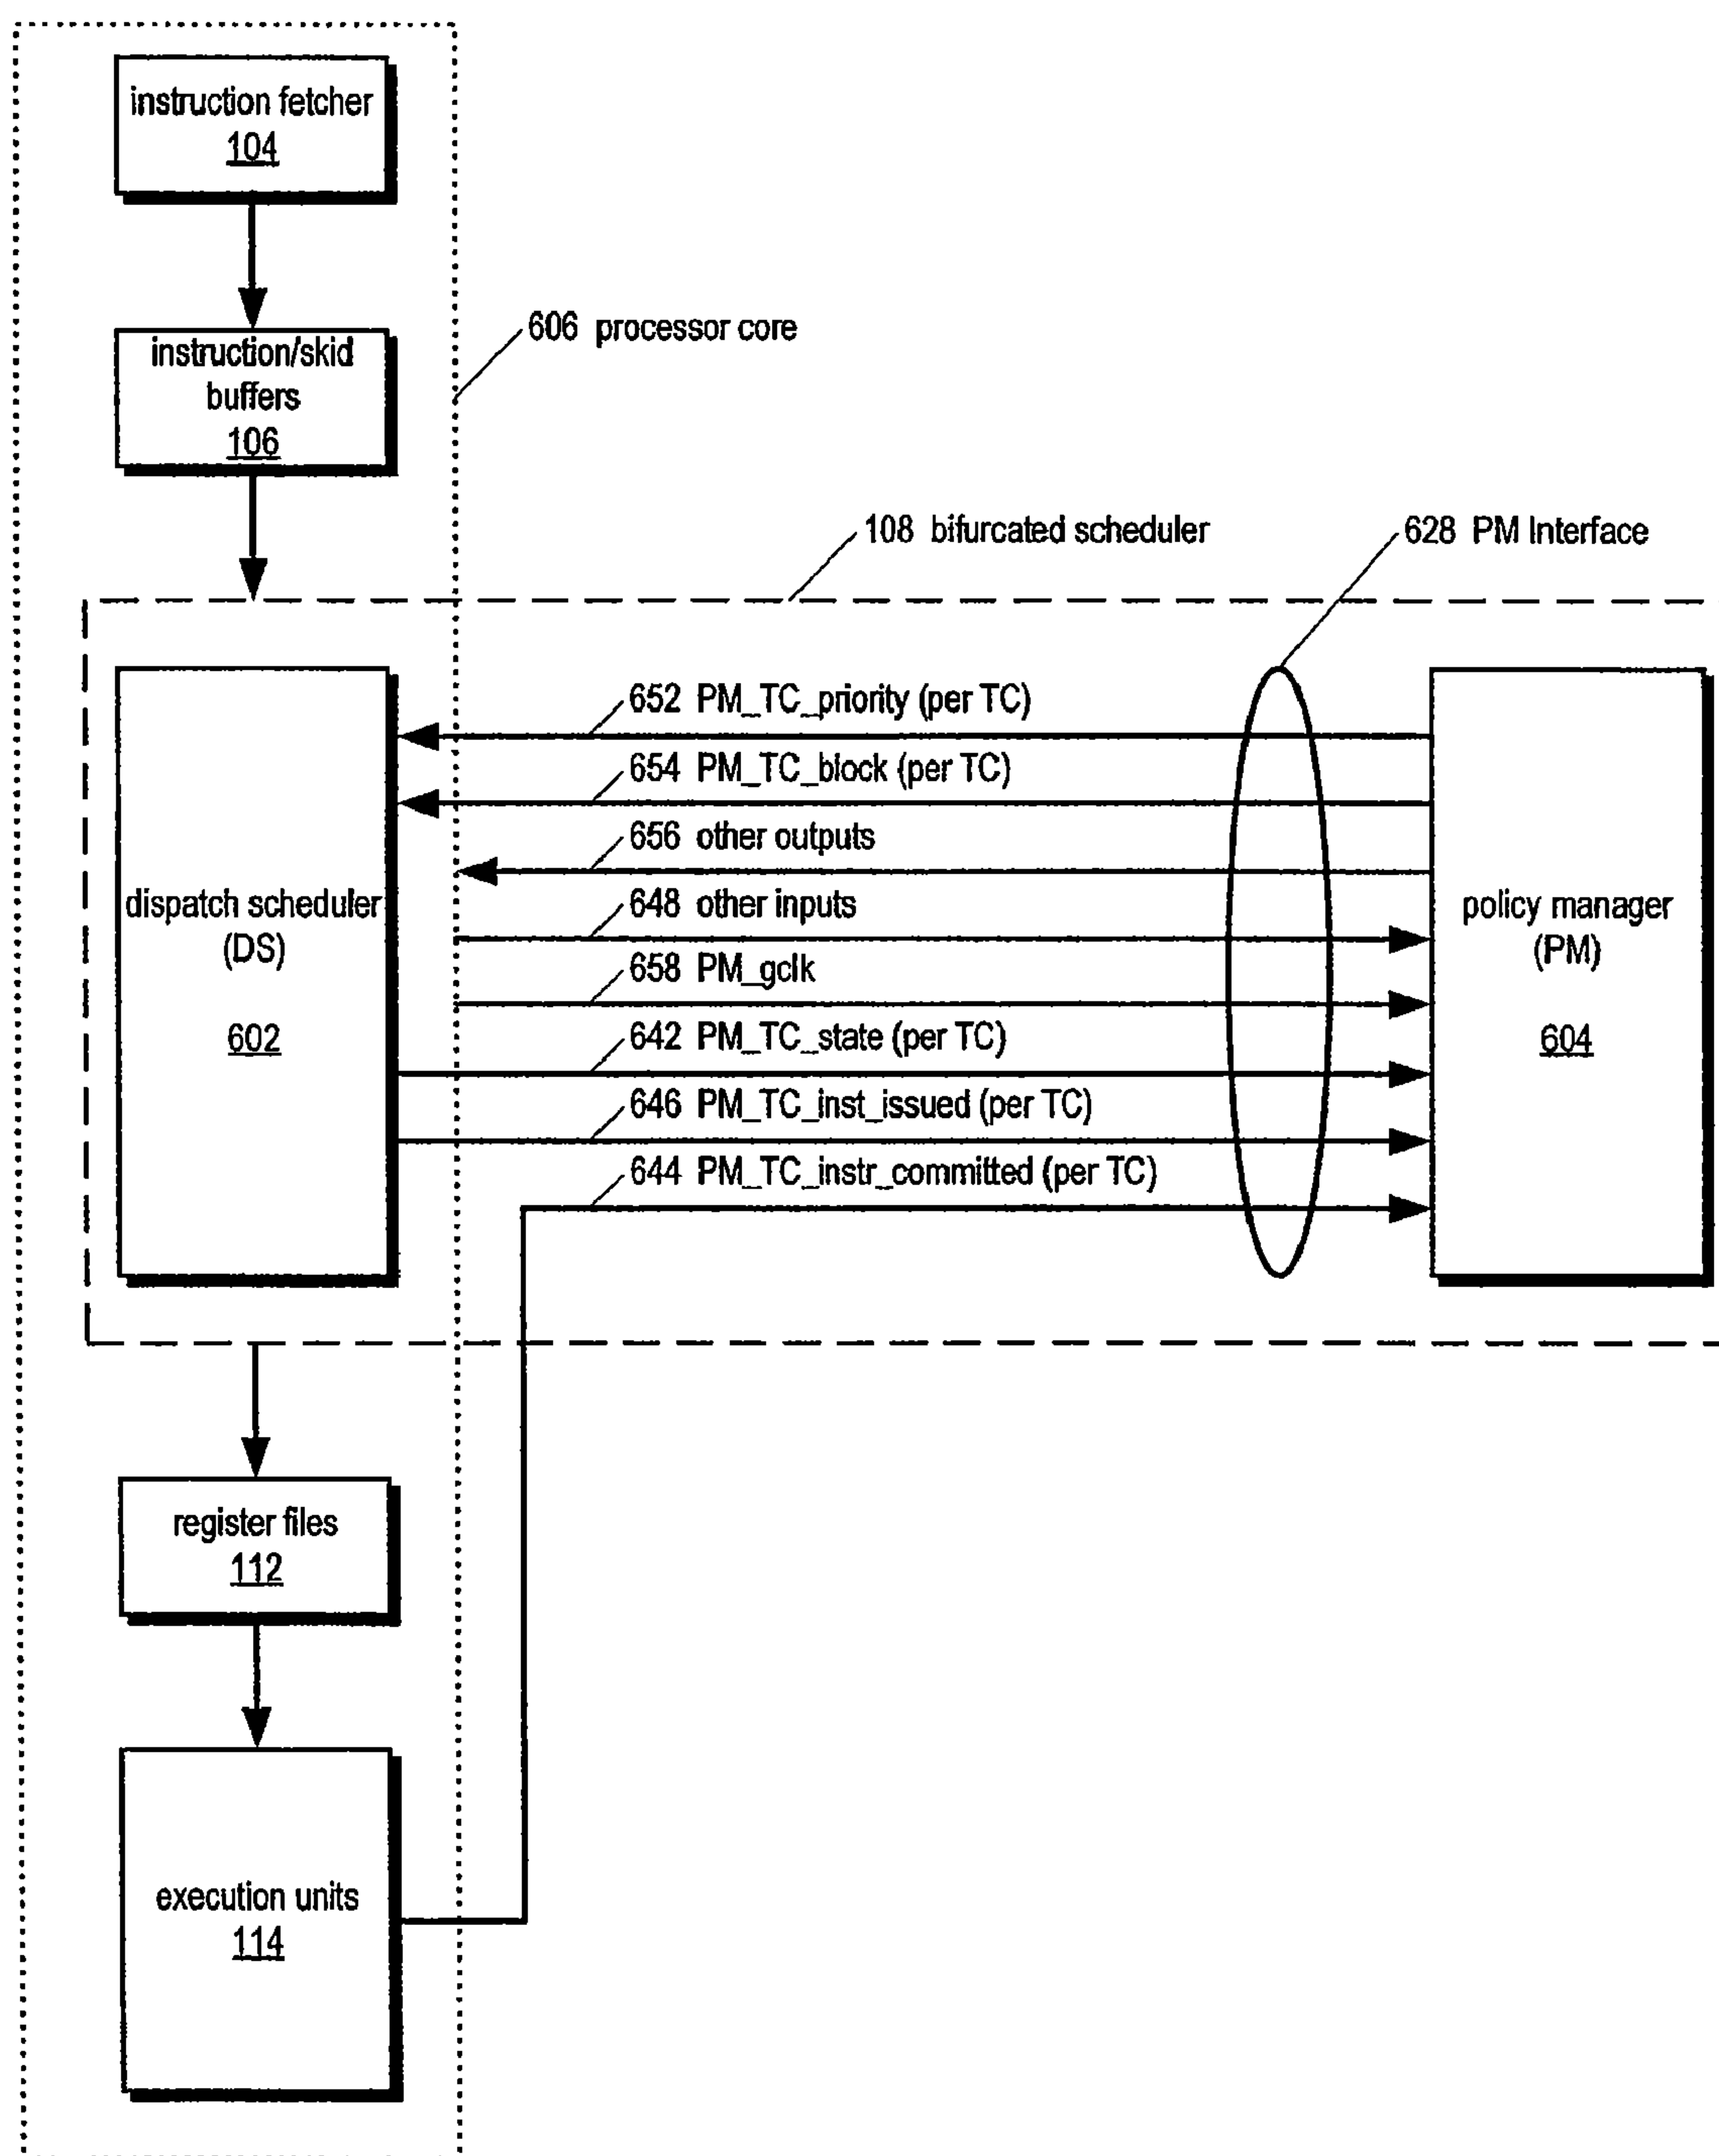 instruction fetcher
104
instruction/skid
buffers
106
606 processor core
108 bifurcated scheduler
628 PM Interface
652 PM_TC_priority (per TC)
654 PM_TC_block (per TC)
656 other outputs
648 other inputs
658 PM_gclk
642 PM_TC_state (per TC)
646 PM_TC_inst_issued (per TC)
644 PM_TC_instr_committed (per TC)
dispatch scheduler
(DS)
602
policy manager
(PM)
604
register files
112
execution units
114